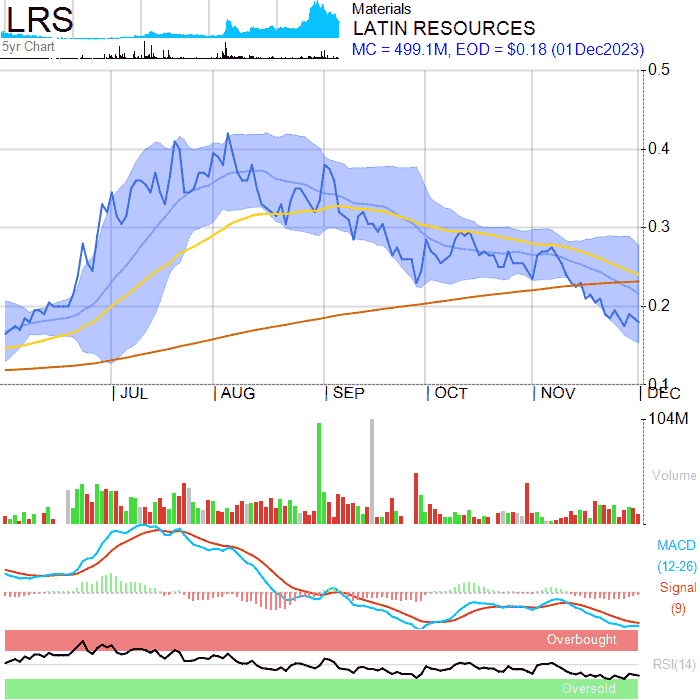 LRS
5yr Chart
Materials
LATIN RESOURCES
MC = 499.1M, EOD = $0.18 (01Dec2023)
0.5
0.4
0.3
0.2
0.1
JUL
AUG
SEP
OCT
NOV
DEC
104M
Volume
MACD
(12-26)
Signal
(9)
Overbought
RSI(14)
Oversold